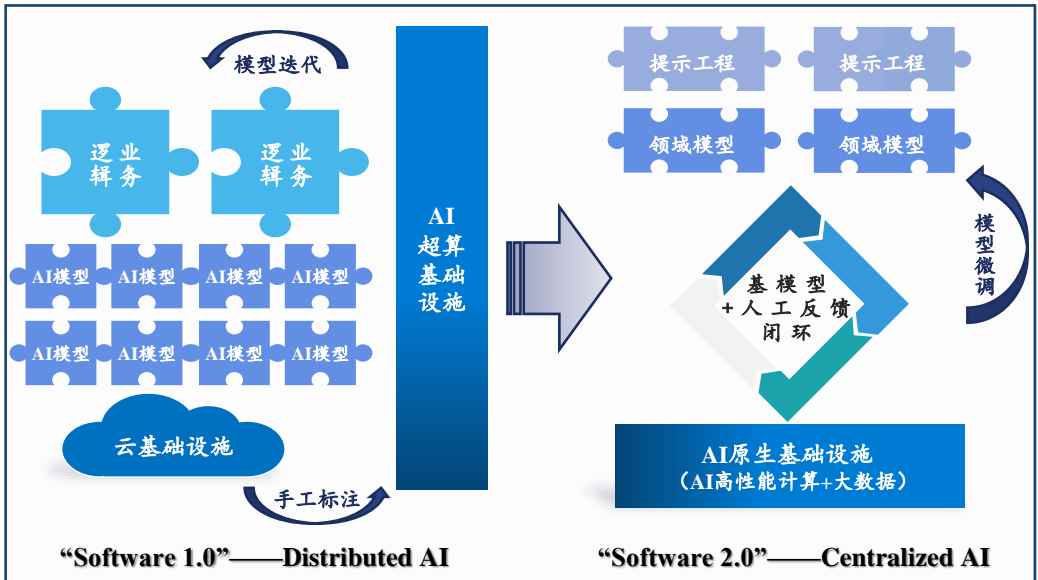 模型迭代
业务
逻辑
业务
逻辑
AI模型
AI模型
AI模型
AI模型
AI模型
AI模型
AI模型
AI模型
云基础设施
手工标注
AI
超算
基础
设施
“Software 1.0”——Distributed AI
提示工程
提示工程
领域模型
领域模型
模型微调
基模型
+人工反馈
闭环
AI原生基础设施
（AI高性能计算+大数据）
“Software 2.0”——Centralized AI